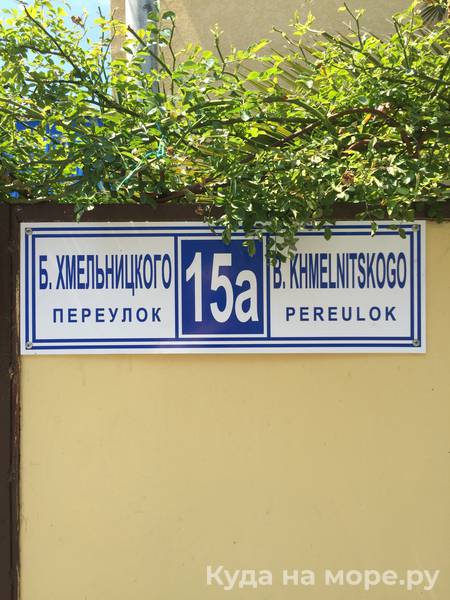 Б. ХМЕЛЬНИЦКОГО
ПЕРЕУЛОК
15а
B. KHMELNITSKOGO
PEREULOK
Куда на море.ру